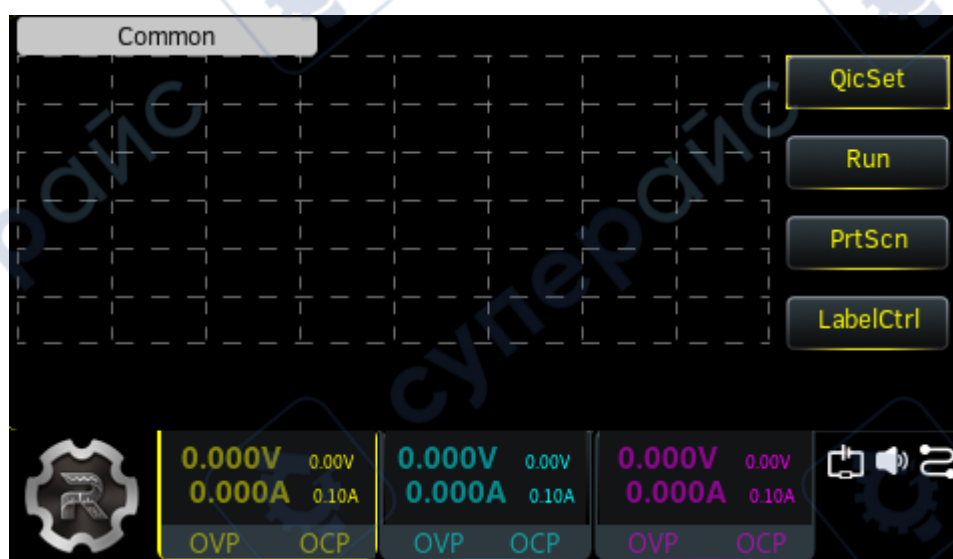 Common
QicSet
Run
PrtScn
LabelCtrl
0.000V 0.00V
0.000A 0.10A
OVP OCP
0.000V 0.00V
0.000A 0.10A
OVP OCP
0.000V 0.00V
0.000A 0.10A
OVP OCP
R
суперайс